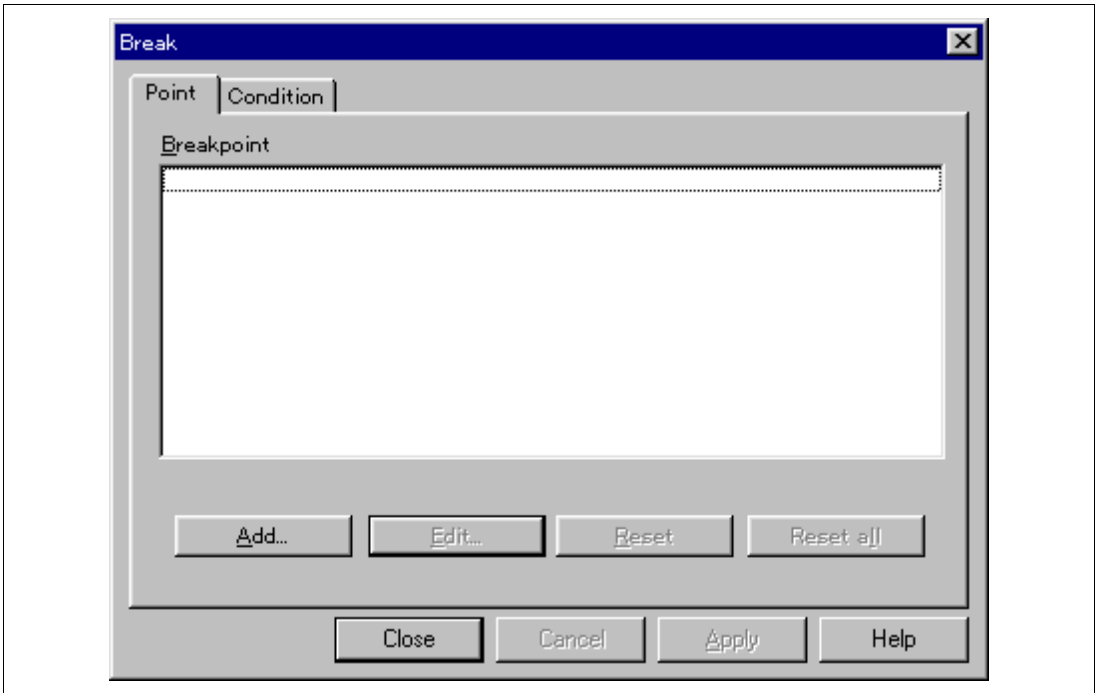 Break
Point Condition
Breakpoint
Add... Edit... Reset Reset all
Close Cancel Apply Help